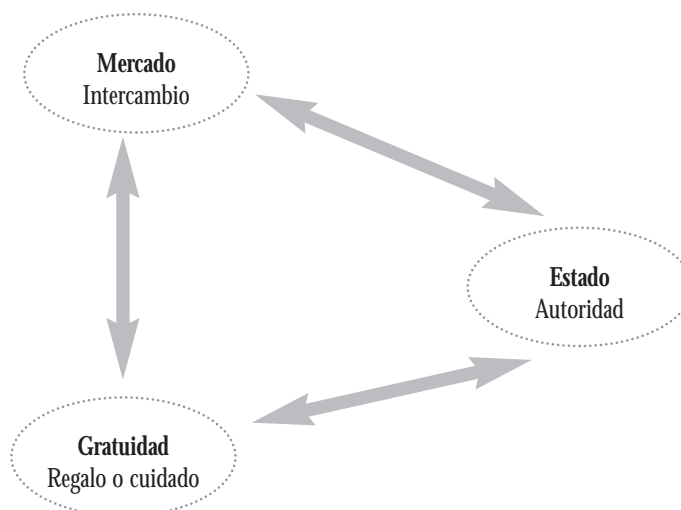 Mercado
Intercambio
Estado
Autoridad
Gratuidad
Regalo o cuidado